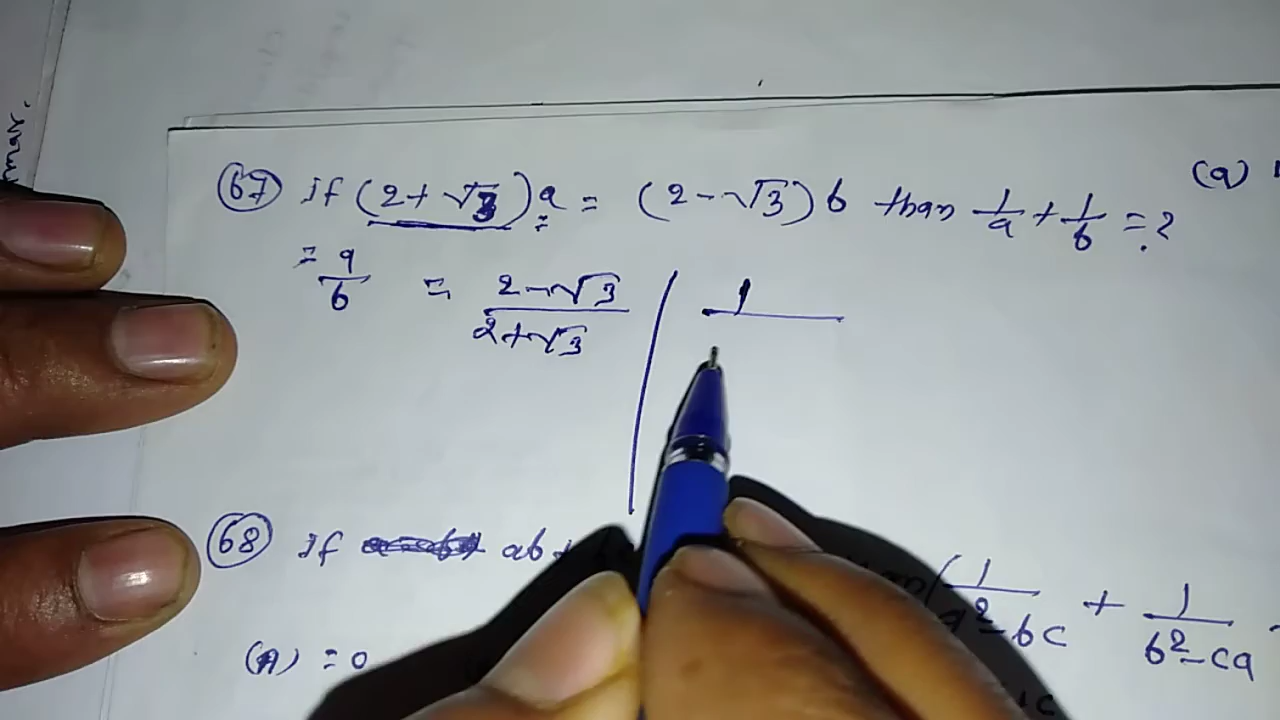 mar.
(67) if (2+√3)a = (2-√3)b than 1/a + 1/b = ?
(a)
= a/b = 2-√3/2+√3 1
(68) if ab+
1/a²-bc + 1/b²-ca
(A) = 0